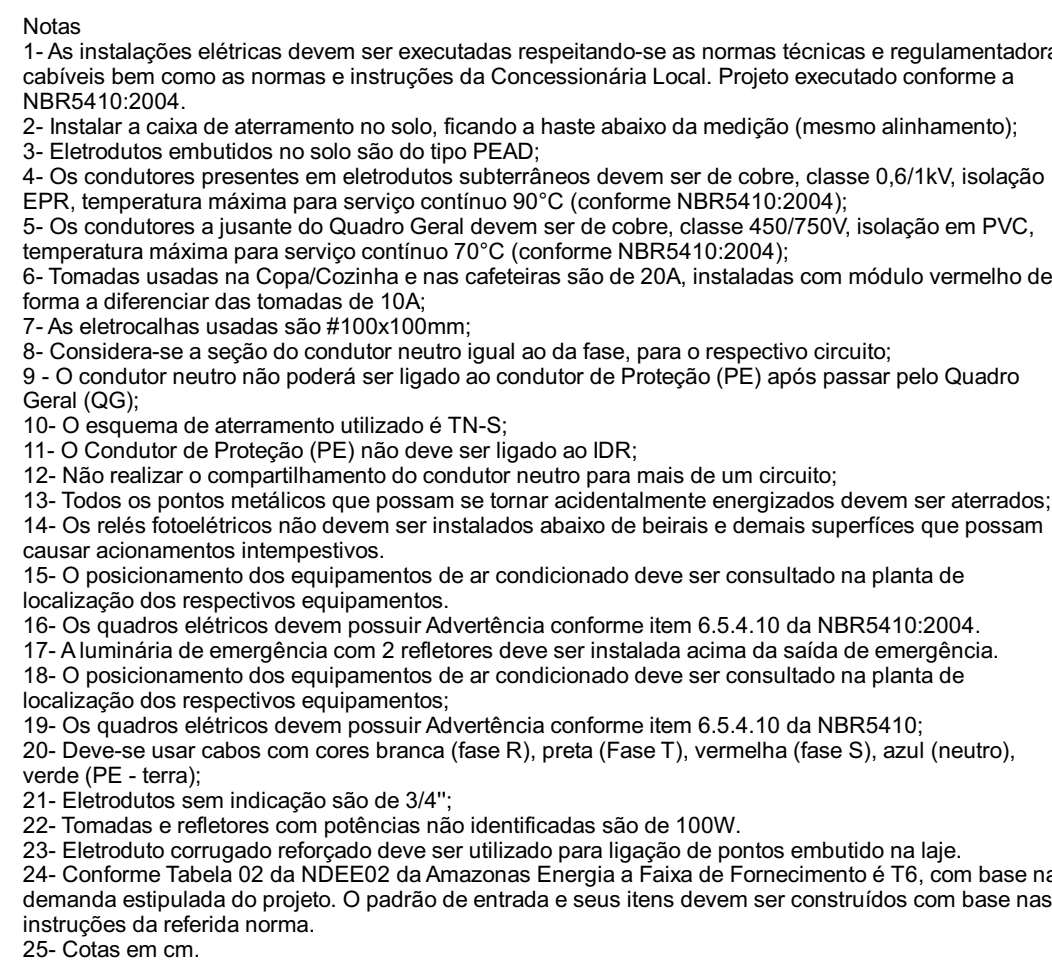 Notas
1- As instalações elétricas devem ser executadas respeitando-se as normas técnicas e regulamentadora
cabíveis bem como as normas e instruções da Concessionária Local. Projeto executado conforme a
NBR5410:2004.
2- Instalar a caixa de aterramento no solo, ficando a haste abaixo da medição (mesmo alinhamento);
3- Eletrodutos embutidos no solo são do tipo PEAD;
4- Os condutores presentes em eletrodutos subterrâneos devem ser de cobre, classe 0,6/1kV, isolação
EPR, temperatura máxima para serviço contínuo 90°C (conforme NBR5410:2004);
5- Os condutores a jusante do Quadro Geral devem ser de cobre, classe 450/750V, isolação em PVC,
temperatura máxima para serviço contínuo 70°C (conforme NBR5410:2004);
6- Tomadas usadas na Copa/Cozinha e nas cafeteiras são de 20A, instaladas com módulo vermelho de
forma a diferenciar das tomadas de 10A;
7- As eletrocalhas usadas são #100x100mm;
8- Considera-se a seção do condutor neutro igual ao da fase, para o respectivo circuito;
9 - O condutor neutro não poderá ser ligado ao condutor de Proteção (PE) após passar pelo Quadro
Geral (QG);
10- O esquema de aterramento utilizado é TN-S;
11- O Condutor de Proteção (PE) não deve ser ligado ao IDR;
12- Não realizar o compartilhamento do condutor neutro para mais de um circuito;
13- Todos os pontos metálicos que possam se tornar acidentalmente energizados devem ser aterrados;
14- Os relés fotoelétricos não devem ser instalados abaixo de beirais e demais superfíces que possam
causar acionamentos intempestivos.
15- O posicionamento dos equipamentos de ar condicionado deve ser consultado na planta de
localização dos respectivos equipamentos.
16- Os quadros elétricos devem possuir Advertência conforme item 6.5.4.10 da NBR5410:2004.
17- A luminária de emergência com 2 refletores deve ser instalada acima da saída de emergência.
18- O posicionamento dos equipamentos de ar condicionado deve ser consultado na planta de
localização dos respectivos equipamentos;
19- Os quadros elétricos devem possuir Advertência conforme item 6.5.4.10 da NBR5410;
20- Deve-se usar cabos com cores branca (fase R), preta (Fase T), vermelha (fase S), azul (neutro),
verde (PE - terra);
21- Eletrodutos sem indicação são de 3/4";
22- Tomadas e refletores com potências não identificadas são de 100W.
23- Eletroduto corrugado reforçado deve ser utilizado para ligação de pontos embutido na laje.
24- Conforme Tabela 02 da NDEE02 da Amazonas Energia a Faixa de Fornecimento é T6, com base na
demanda estipulada do projeto. O padrão de entrada e seus itens devem ser construídos com base nas
instruções da referida norma.
25- Cotas em cm.